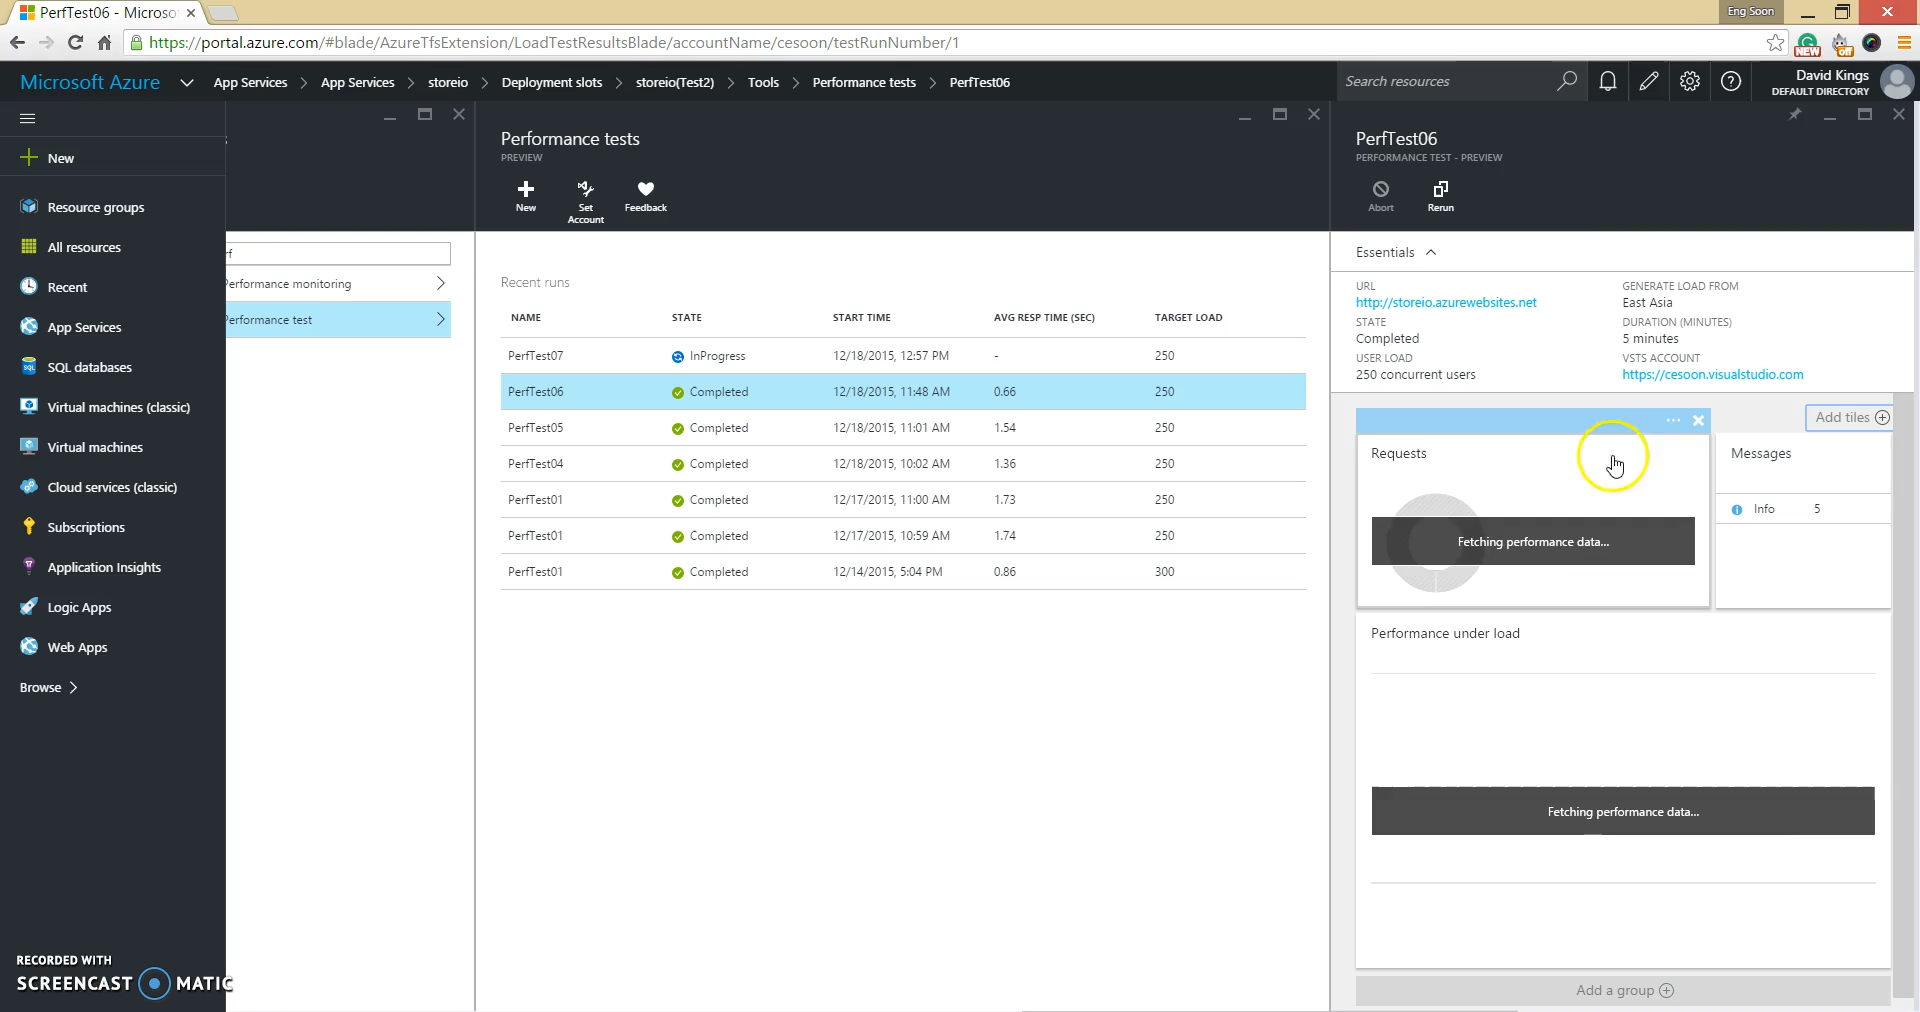 PerfTest06 - Microso
Eng Soon
https://portal.azure.com/#blade/AzureTfsExtension/LoadTestResultsBlade/accountName/cesoon/testRunNumber/1
NEW
off
Microsoft Azure
App Services > App Services > storeio > Deployment slots > storeio(Test2) > Tools > Performance tests > PerfTest06
Search resources
David Kings
DEFAULT DIRECTORY
New
Resource groups
All resources
Recent
App Services
SQL databases
Virtual machines (classic)
Virtual machines
Cloud services (classic)
Subscriptions
Application Insights
Logic Apps
Web Apps
Browse >
RECORDED WITH
SCREENCAST MATIC
rf
Performance monitoring
Performance test
Performance tests
PREVIEW
New
Set Account
Feedback
Recent runs
NAME STATE START TIME AVG RESP TIME (SEC) TARGET LOAD
PerfTest07 InProgress 12/18/2015, 12:57 PM - 250
PerfTest06 Completed 12/18/2015, 11:48 AM 0.66 250
PerfTest05 Completed 12/18/2015, 11:01 AM 1.54 250
PerfTest04 Completed 12/18/2015, 10:02 AM 1.36 250
PerfTest01 Completed 12/17/2015, 11:00 AM 1.73 250
PerfTest01 Completed 12/17/2015, 10:59 AM 1.74 250
PerfTest01 Completed 12/14/2015, 5:04 PM 0.86 300
PerfTest06
PERFORMANCE TEST - PREVIEW
Abort
Rerun
Essentials
URL
http://storeio.azurewebsites.net
STATE
Completed
USER LOAD
250 concurrent users
GENERATE LOAD FROM
East Asia
DURATION (MINUTES)
5 minutes
VSTS ACCOUNT
https://cesoon.visualstudio.com
Add tiles
Requests
Fetching performance data...
Messages
Info 5
Performance under load
Fetching performance data...
Add a group